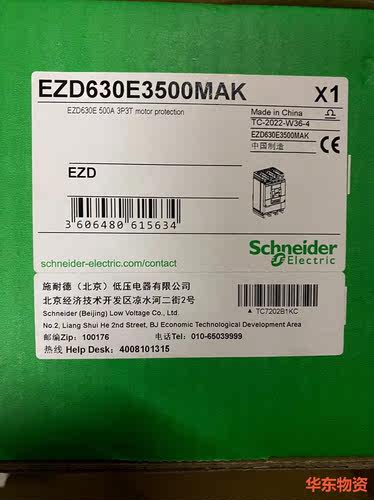 EZD630E3500MAK X1
EZD630E 500A 3P3T motor protection
Made in China
TC-2022-W36-4
EZD630E3500MAK
中国制造
EZD
3 606480 615634
Schneider
Electric
schneider-electric.com/contact
施耐德（北京）低压电器有限公司
北京经济技术开发区凉水河二街2号
▲ TC7202B1KC
Schneider (Beijing) Low Voltage Co., Ltd.
No.2, Liang Shui He 2nd Street, BJ Economic Technological Development Area
邮编Zip: 100176 电话Tel: 010-65039999
热线 Help Desk: 4008101315
华东物资